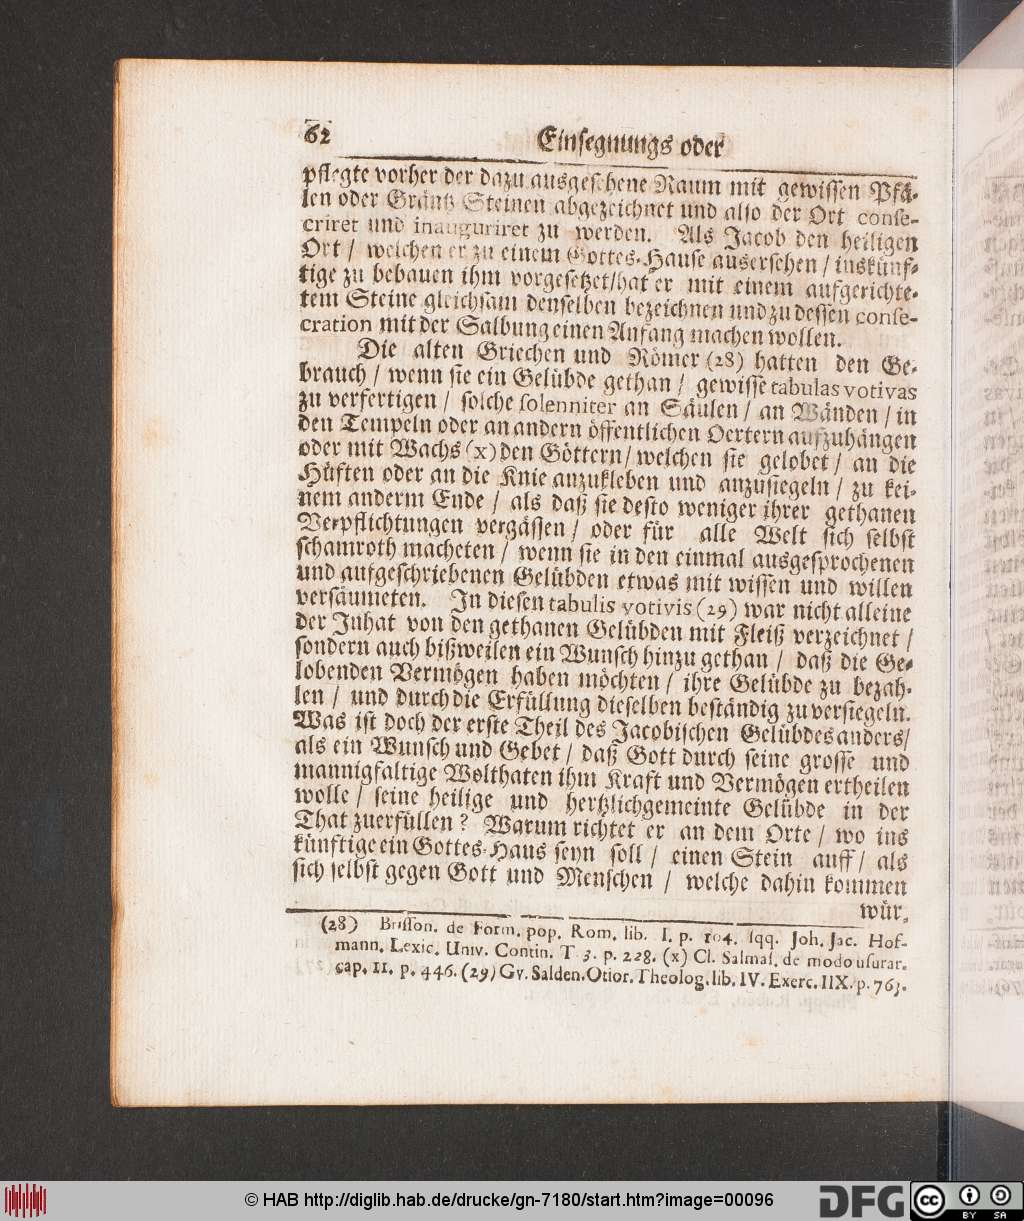 62 Einsegnungs oder
pflegte vorher der dazu ausgesehene Raum mit gewissen Pfä-
len oder Gräntz Steinen abgezeichnet und also der Ort conse-
criret und inauguriret zu werden. Als Jacob den heiligen
Ort / welchen er zu einem Gottes-Hause ausersehen / inskünf-
tige zu bebauen ihm vorgesetzet/hat er mit einem aufgerichte-
tem Steine gleichsam denselben bezeichnen und zu dessen conse-
cration mit der Salbung einen Anfang machen wollen.
Die alten Griechen und Römer (28) hatten den Ge-
brauch / wenn sie ein Gelübde gethan / gewisse tabulas votivas
zu verfertigen / solche solenniter an Säulen / an Wänden / in
den Tempeln oder an andern öffentlichen Oertern aufzuhängen
oder mit Wachs (x) den Göttern/ welchen sie gelobet / an die
Hüften oder an die Knie anzukleben und anzusiegeln / zu kei-
nem anderm Ende / als daß sie desto weniger ihrer gethanen
Verpflichtungen vergässen / oder für alle Welt sich selbst
schamroth macheten / wenn sie in den einmal ausgesprochenen
und aufgeschriebenen Gelübden etwas mit wissen und willen
versäumeten. In diesen tabulis votivis (29) war nicht alleine
der Inhat von den gethanen Gelübden mit Fleiß verzeichnet /
sondern auch bißweilen ein Wunsch hinzu gethan / daß die Ge-
lobenden Vermögen haben möchten / ihre Gelübde zu bezah-
len / und durch die Erfüllung dieselben beständig zu versiegeln.
Was ist doch der erste Theil des Jacobischen Gelübdes anders/
als ein Wunsch und Gebet / daß Gott durch seine grosse und
mannigfaltige Wolthaten ihm Kraft und Vermögen ertheilen
wolle / seine heilige und hertzlichgemeinte Gelübde in der
That zuerfüllen? Warum richtet er an dem Orte / wo ins
künftige ein Gottes-Haus seyn soll / einen Stein auff / als
sich selbst gegen Gott und Menschen / welche dahin kommen
wür-
(28) Brisson. de Form. pop. Rom. lib. I. p. 104. sqq. Joh. Jac. Hof-
mann. Lexic. Univ. Contin. T 3. p. 228. (x) Cl. Salmas. de modo usurar.
cap. 11. p. 446. (29) Gv. Salden. Otior. Theolog. lib. IV. Exerc. IIX. p. 763.
© HAB http://diglib.hab.de/drucke/gn-7180/start.htm?image=00096
DFG
cc BY SA